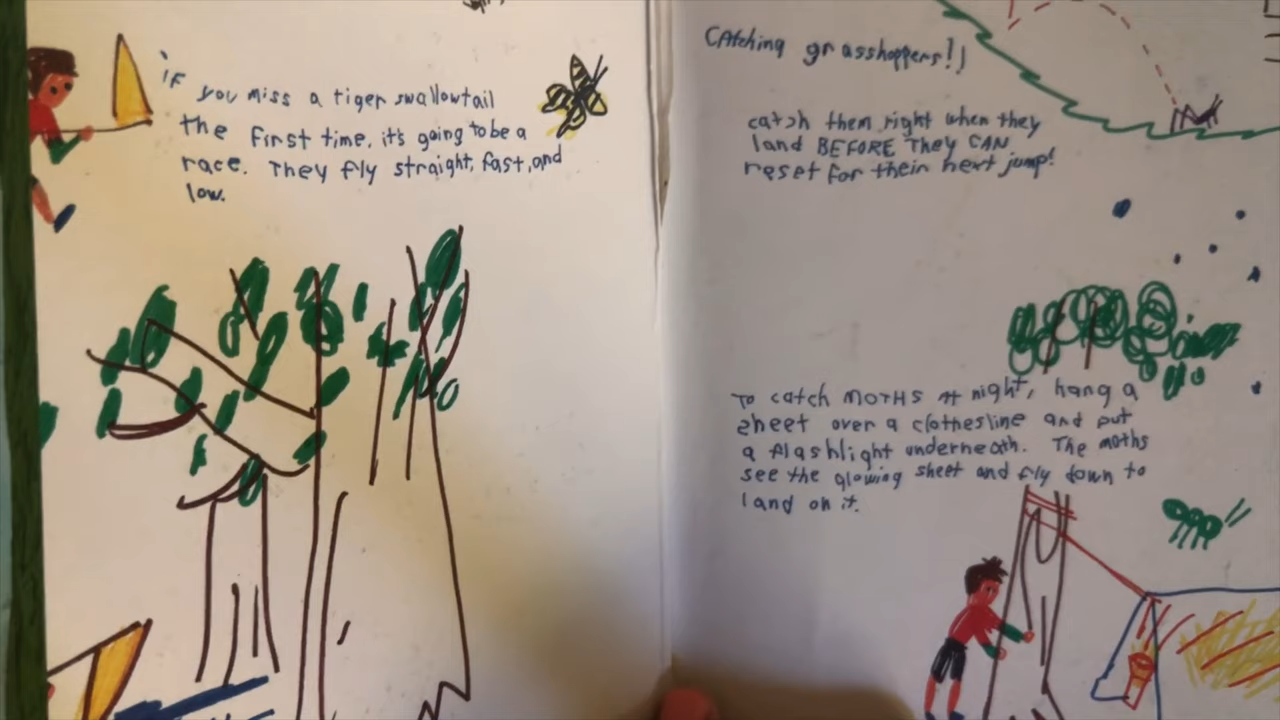 if
you miss a tiger swallowtail
the first time, it's going to be a
race. They fly straight, fast, and
low.
CAtching grasshoppers!!
catch them right when they
land BEFORE THEY CAN
reset for their next jump!
To catch MOTHS At night, hang a
sheet over a clothesline and put
a flashlight underneath. The moths
see the glowing sheet and fly down to
land on it.